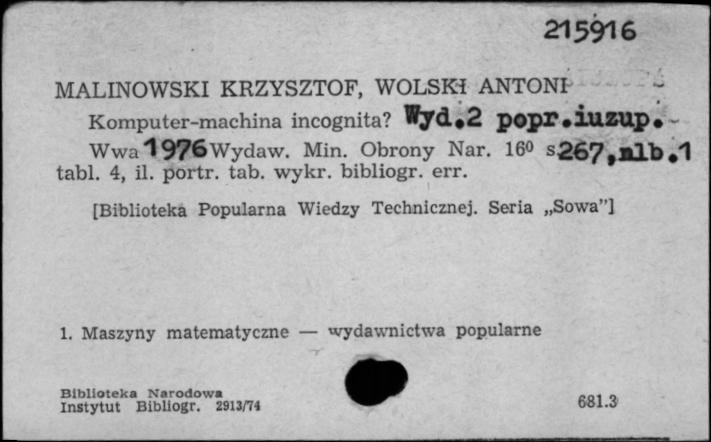 215916
MALINOWSKI KRZYSZTOF, WOLSKI ANTONI
Komputer-machina incognita? Wyd.2 popr.iuzup.-
Wwa 1976 Wydaw. Min. Obrony Nar. 16⁰ s.267,nlb.1
tabl. 4, il. portr. tab. wykr. bibliogr. err.
[Biblioteka Popularna Wiedzy Technicznej. Seria „Sowa”]
1. Maszyny matematyczne — wydawnictwa popularne
Biblioteka Narodowa
Instytut Bibliogr. 2913/74
681.3